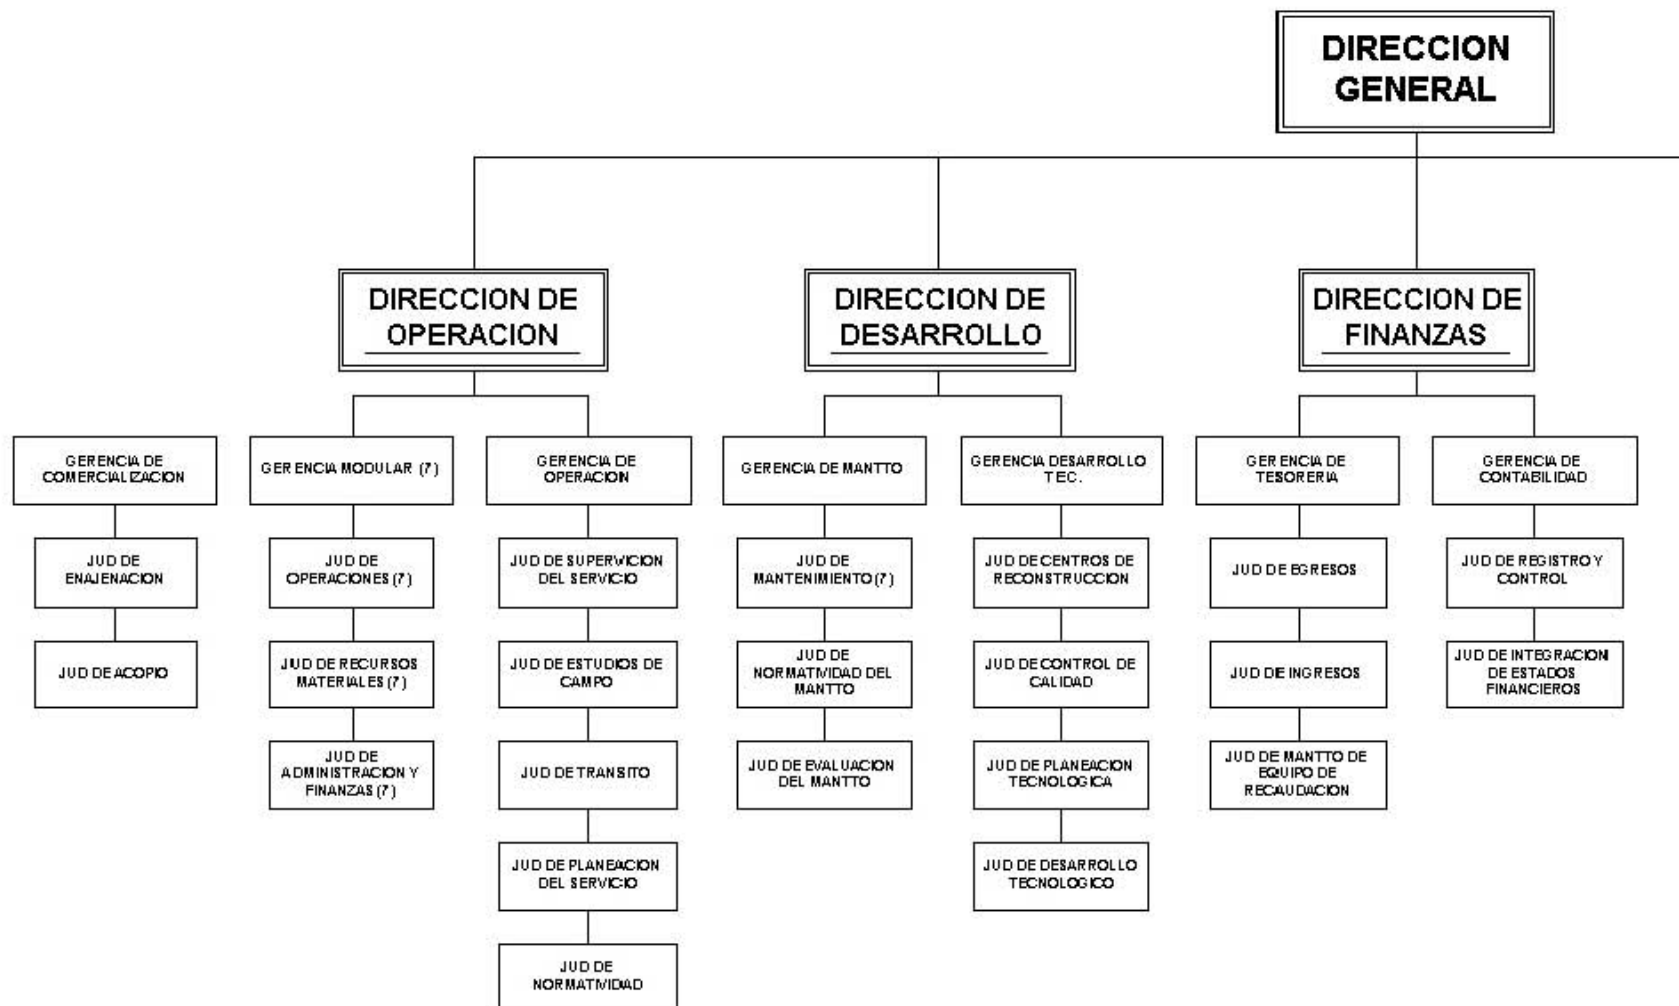 DIRECCION
GENERAL
DIRECCION DE
OPERACION
DIRECCION DE
DESARROLLO
DIRECCION DE
FINANZAS
GERENCIA DE
COMERCIALIZACION
JUD DE
ENAJENACION
JUD DE ACOPIO
GERENCIA MODULAR (7)
JUD DE
OPERACIONES (7)
JUD DE RECURSOS
MATERIALES (7)
JUD DE
ADMINISTRACION Y
FINANZAS (7)
GERENCIA DE
OPERACION
JUD DE SUPERVICION
DEL SERVICIO
JUD DE ESTUDIOS DE
CAMPO
JUD DE TRANSITO
JUD DE PLANEACION
DEL SERVICIO
JUD DE
NORMATIVIDAD
GERENCIA DE MANTTO
JUD DE
MANTENIMIENTO (7)
JUD DE
NORMATIVIDAD DEL
MANTTO
JUD DE EVALUACION
DEL MANTTO
GERENCIA DESARROLLO
TEC.
JUD DE CENTROS DE
RECONSTRUCCION
JUD DE CONTROL DE
CALIDAD
JUD DE PLANEACION
TECNOLOGICA
JUD DE DESARROLLO
TECNOLOGICO
GERENCIA DE
TESORERIA
JUD DE EGRESOS
JUD DE INGRESOS
JUD DE MANTTO DE
EQUIPO DE
RECAUDACION
GERENCIA DE
CONTABILIDAD
JUD DE REGISTRO Y
CONTROL
JUD DE INTEGRACION
DE ESTADOS
FINANCIEROS